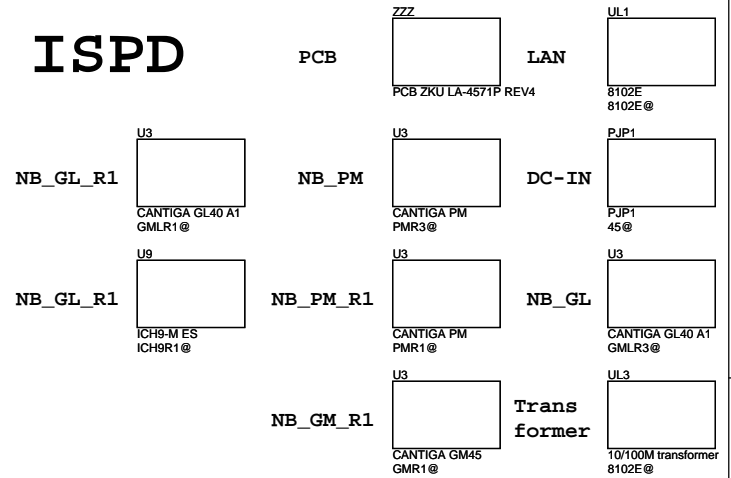 ISPD
PCB
ZZZ
PCB ZKU LA-4571P REV4
LAN
UL1
8102E
8102E@
NB_GL_R1
U3
CANTIGA GL40 A1
GMLR1@
NB_PM
U3
CANTIGA PM
PMR3@
DC-IN
PJP1
PJP1
45@
NB_GL_R1
U9
ICH9-M ES
ICH9R1@
NB_PM_R1
U3
CANTIGA PM
PMR1@
NB_GL
U3
CANTIGA GL40 A1
GMLR3@
NB_GM_R1
U3
CANTIGA GM45
GMR1@
Trans
former
UL3
10/100M transformer
8102E@